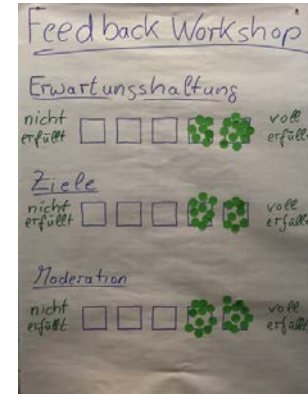 Feedback Workshop
Erwartungshaltung
nicht erfüllt voll erfüllt
Ziele
nicht erfüllt voll erfüllt
Moderation
nicht erfüllt voll erfüllt